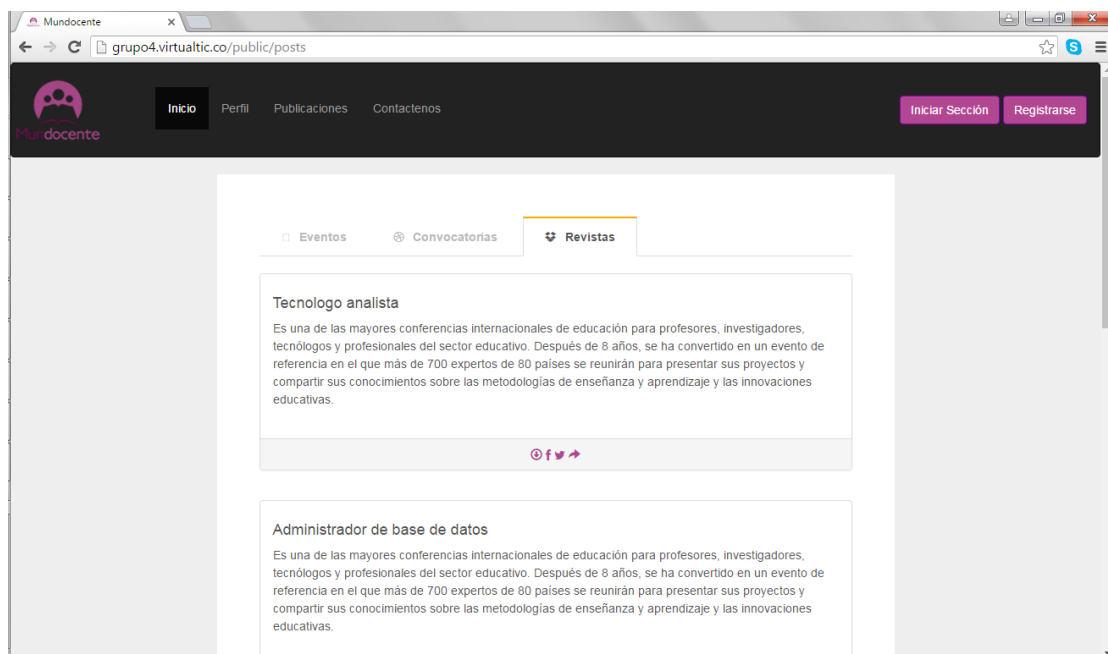 Mundocente
grupo4.virtualtic.co/public/posts
Mundocente
Inicio Perfil Publicaciones Contactenos
Iniciar Sección Registrarse
Eventos Convocatorias Revistas
Tecnologo analista
Es una de las mayores conferencias internacionales de educación para profesores, investigadores,
tecnólogos y profesionales del sector educativo. Después de 8 años, se ha convertido en un evento de
referencia en el que más de 700 expertos de 80 países se reunirán para presentar sus proyectos y
compartir sus conocimientos sobre las metodologías de enseñanza y aprendizaje y las innovaciones
educativas.
Administrador de base de datos
Es una de las mayores conferencias internacionales de educación para profesores, investigadores,
tecnólogos y profesionales del sector educativo. Después de 8 años, se ha convertido en un evento de
referencia en el que más de 700 expertos de 80 países se reunirán para presentar sus proyectos y
compartir sus conocimientos sobre las metodologías de enseñanza y aprendizaje y las innovaciones
educativas.